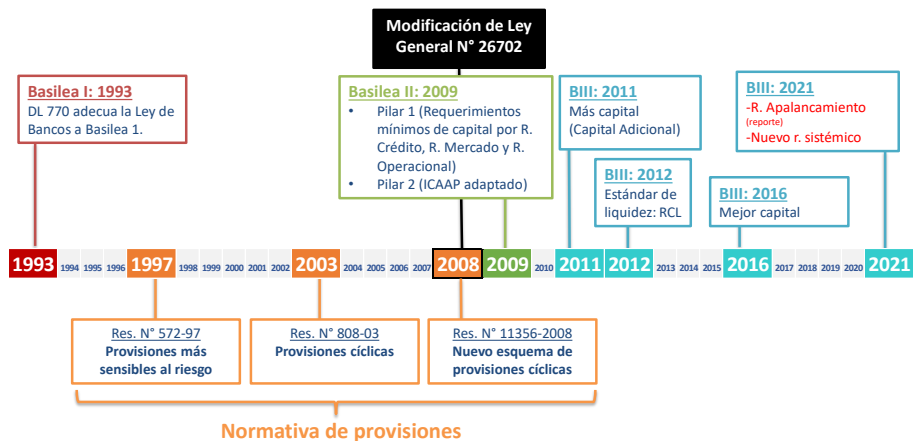 Modificación de Ley
General N° 26702
Basilea I: 1993
DL 770 adecua la Ley de
Bancos a Basilea 1.
Basilea II: 2009
• Pilar 1 (Requerimientos
mínimos de capital por R.
Crédito, R. Mercado y R.
Operacional)
• Pilar 2 (ICAAP adaptado)
BIII: 2011
Más capital
(Capital Adicional)
BIII: 2012
Estándar de
liquidez: RCL
BIII: 2016
Mejor capital
BIII: 2021
-R. Apalancamiento
(reporte)
-Nuevo r. sistémico
1993 1994 1995 1996 1997 1998 1999 2000 2001 2002 2003 2004 2005 2006 2007 2008 2009 2010 2011 2012 2013 2014 2015 2016 2017 2018 2019 2020 2021
Res. N° 572-97
Provisiones más
sensibles al riesgo
Res. N° 808-03
Provisiones cíclicas
Res. N° 11356-2008
Nuevo esquema de
provisiones cíclicas
Normativa de provisiones